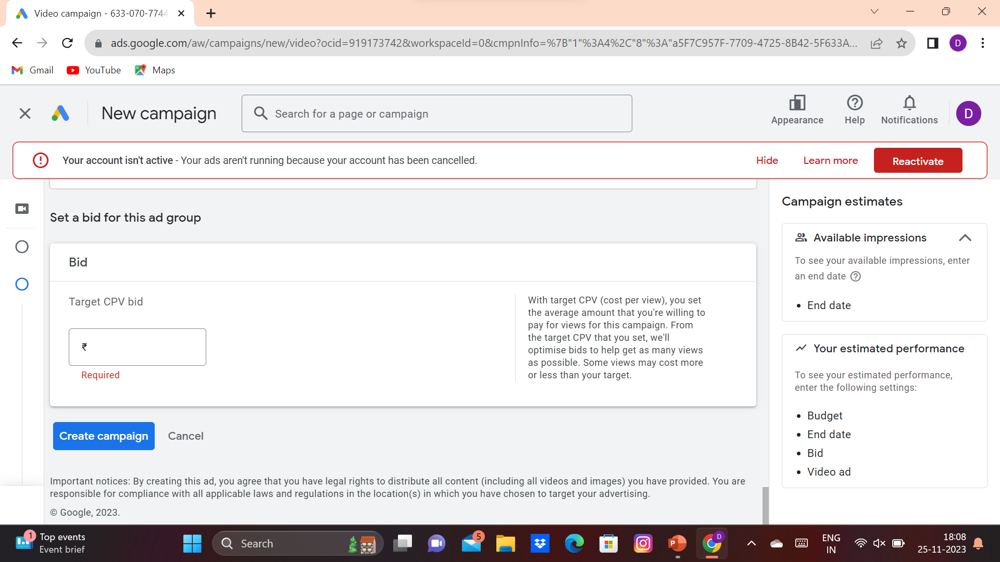 Video campaign - 633-070-7744
ads.google.com/aw/campaigns/new/video?ocid=919173742&workspaceId=0&cmpnInfo=%7B"1"%3A4%2C"8"%3A"a5F7C957F-7709-4725-8B42-5F633A...
D
Gmail
YouTube
Maps
New campaign
Search for a page or campaign
Appearance
Help
Notifications
D
Your account isn't active - Your ads aren't running because your account has been cancelled.
Hide
Learn more
Reactivate
Set a bid for this ad group
Bid
Target CPV bid
₹
Required
With target CPV (cost per view), you set
the average amount that you're willing to
pay for views for this campaign. From
the target CPV that you set, we'll
optimise bids to help get as many views
as possible. Some views may cost more
or less than your target.
Create campaign
Cancel
Important notices: By creating this ad, you agree that you have legal rights to distribute all content (including all videos and images) you have provided. You are
responsible for compliance with all applicable laws and regulations in the location(s) in which you have chosen to target your advertising.
© Google, 2023.
Campaign estimates
Available impressions
To see your available impressions, enter
an end date
• End date
Your estimated performance
To see your estimated performance,
enter the following settings:
• Budget
• End date
• Bid
• Video ad
1
Top events
Event brief
Search
5
P
D
ENG
IN
18:08
25-11-2023